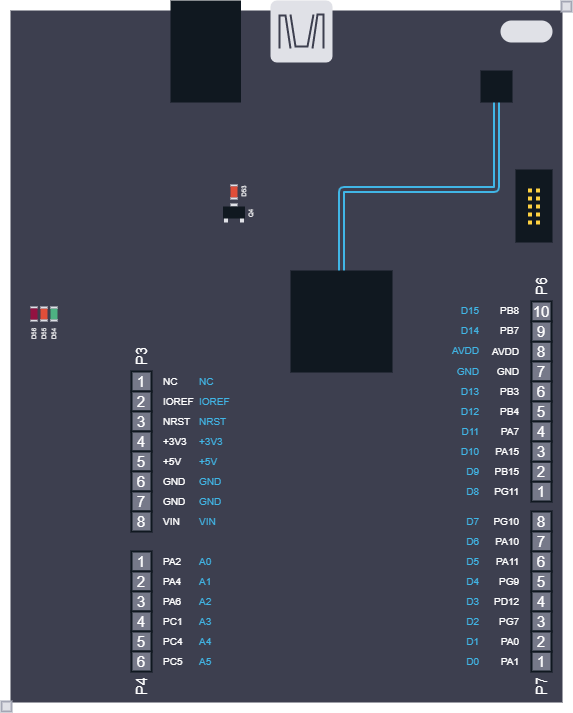 DS3
Q4
DS6
DS5
DS4
P6
D15 PB8 10
D14 PB7 9
AVDD AVDD 8
GND GND 7
D13 PB3 6
D12 PB4 5
D11 PA7 4
D10 PA15 3
D9 PB15 2
D8 PG11 1
P3
1 NC NC
2 IOREF IOREF
3 NRST NRST
4 +3V3 +3V3
5 +5V +5V
6 GND GND
7 GND GND
8 VIN VIN
D7 PG10 8
D6 PA10 7
D5 PA11 6
D4 PG9 5
D3 PD12 4
D2 PG7 3
D1 PA0 2
D0 PA1 1
P7
1 PA2 A0
2 PA4 A1
3 PA6 A2
4 PC1 A3
5 PC4 A4
6 PC5 A5
P4